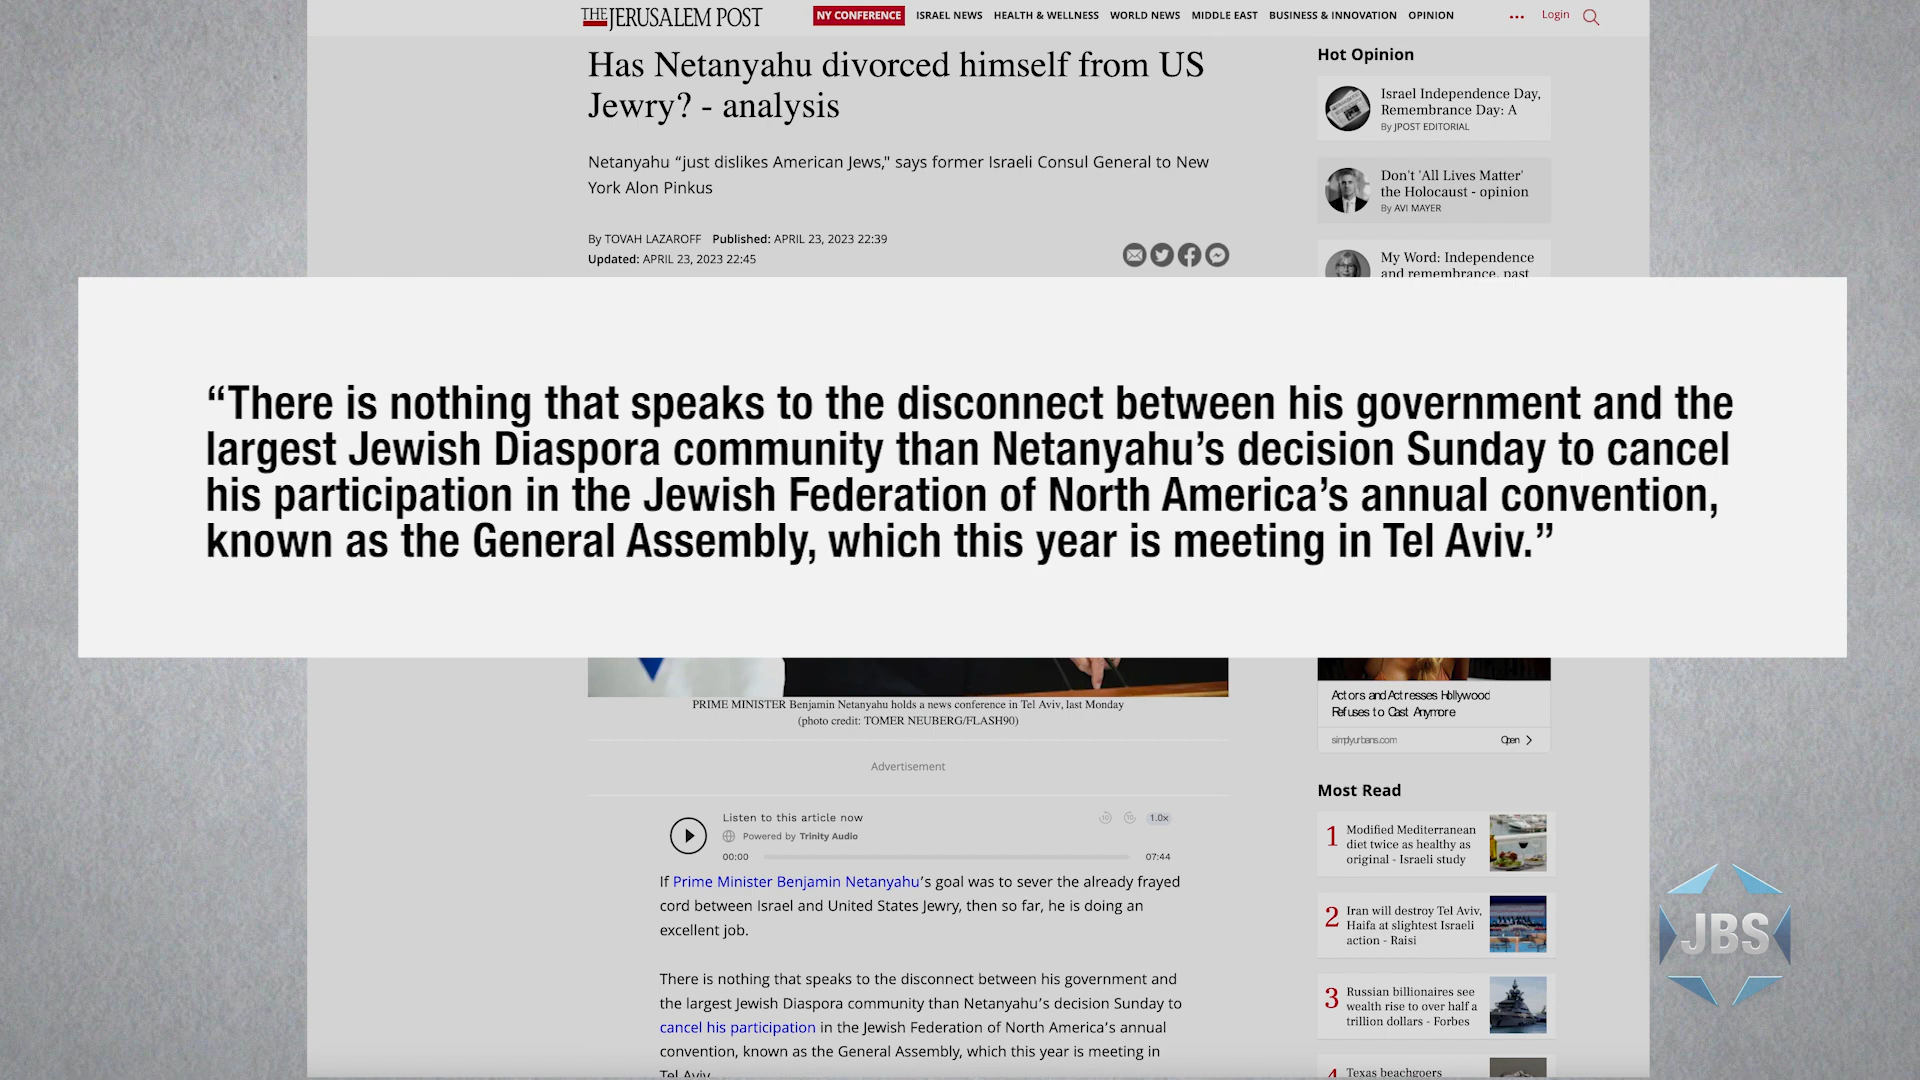 THE JERUSALEM POST
NY CONFERENCE ISRAEL NEWS HEALTH & WELLNESS WORLD NEWS MIDDLE EAST BUSINESS & INNOVATION OPINION ... Login
Has Netanyahu divorced himself from US
Jewry? - analysis
Netanyahu “just dislikes American Jews," says former Israeli Consul General to New
York Alon Pinkus
By TOVAH LAZAROFF Published: APRIL 23, 2023 22:39
Updated: APRIL 23, 2023 22:45
Hot Opinion
Israel Independence Day,
Remembrance Day: A
By JPOST EDITORIAL
Don't 'All Lives Matter'
the Holocaust - opinion
By AVI MAYER
My Word: Independence
and remembrance, past
“There is nothing that speaks to the disconnect between his government and the
largest Jewish Diaspora community than Netanyahu’s decision Sunday to cancel
his participation in the Jewish Federation of North America’s annual convention,
known as the General Assembly, which this year is meeting in Tel Aviv.”
PRIME MINISTER Benjamin Netanyahu holds a news conference in Tel Aviv, last Monday
(photo credit: TOMER NEUBERG/FLASH90)
Advertisement
Listen to this article now
Powered by Trinity Audio
10 10 1.0x
00:00 07:44
If Prime Minister Benjamin Netanyahu’s goal was to sever the already frayed
cord between Israel and United States Jewry, then so far, he is doing an
excellent job.
There is nothing that speaks to the disconnect between his government and
the largest Jewish Diaspora community than Netanyahu’s decision Sunday to
cancel his participation in the Jewish Federation of North America’s annual
convention, known as the General Assembly, which this year is meeting in
Tel Aviv.
Actors and Actresses Hollywood
Refuses to Cast Anymore
simplyurbans.com Open
Most Read
1 Modified Mediterranean
diet twice as healthy as
original - Israeli study
2 Iran will destroy Tel Aviv,
Haifa at slightest Israeli
action - Raisi
3 Russian billionaires see
wealth rise to over half a
trillion dollars - Forbes
4 Texas beachgoers
JBS